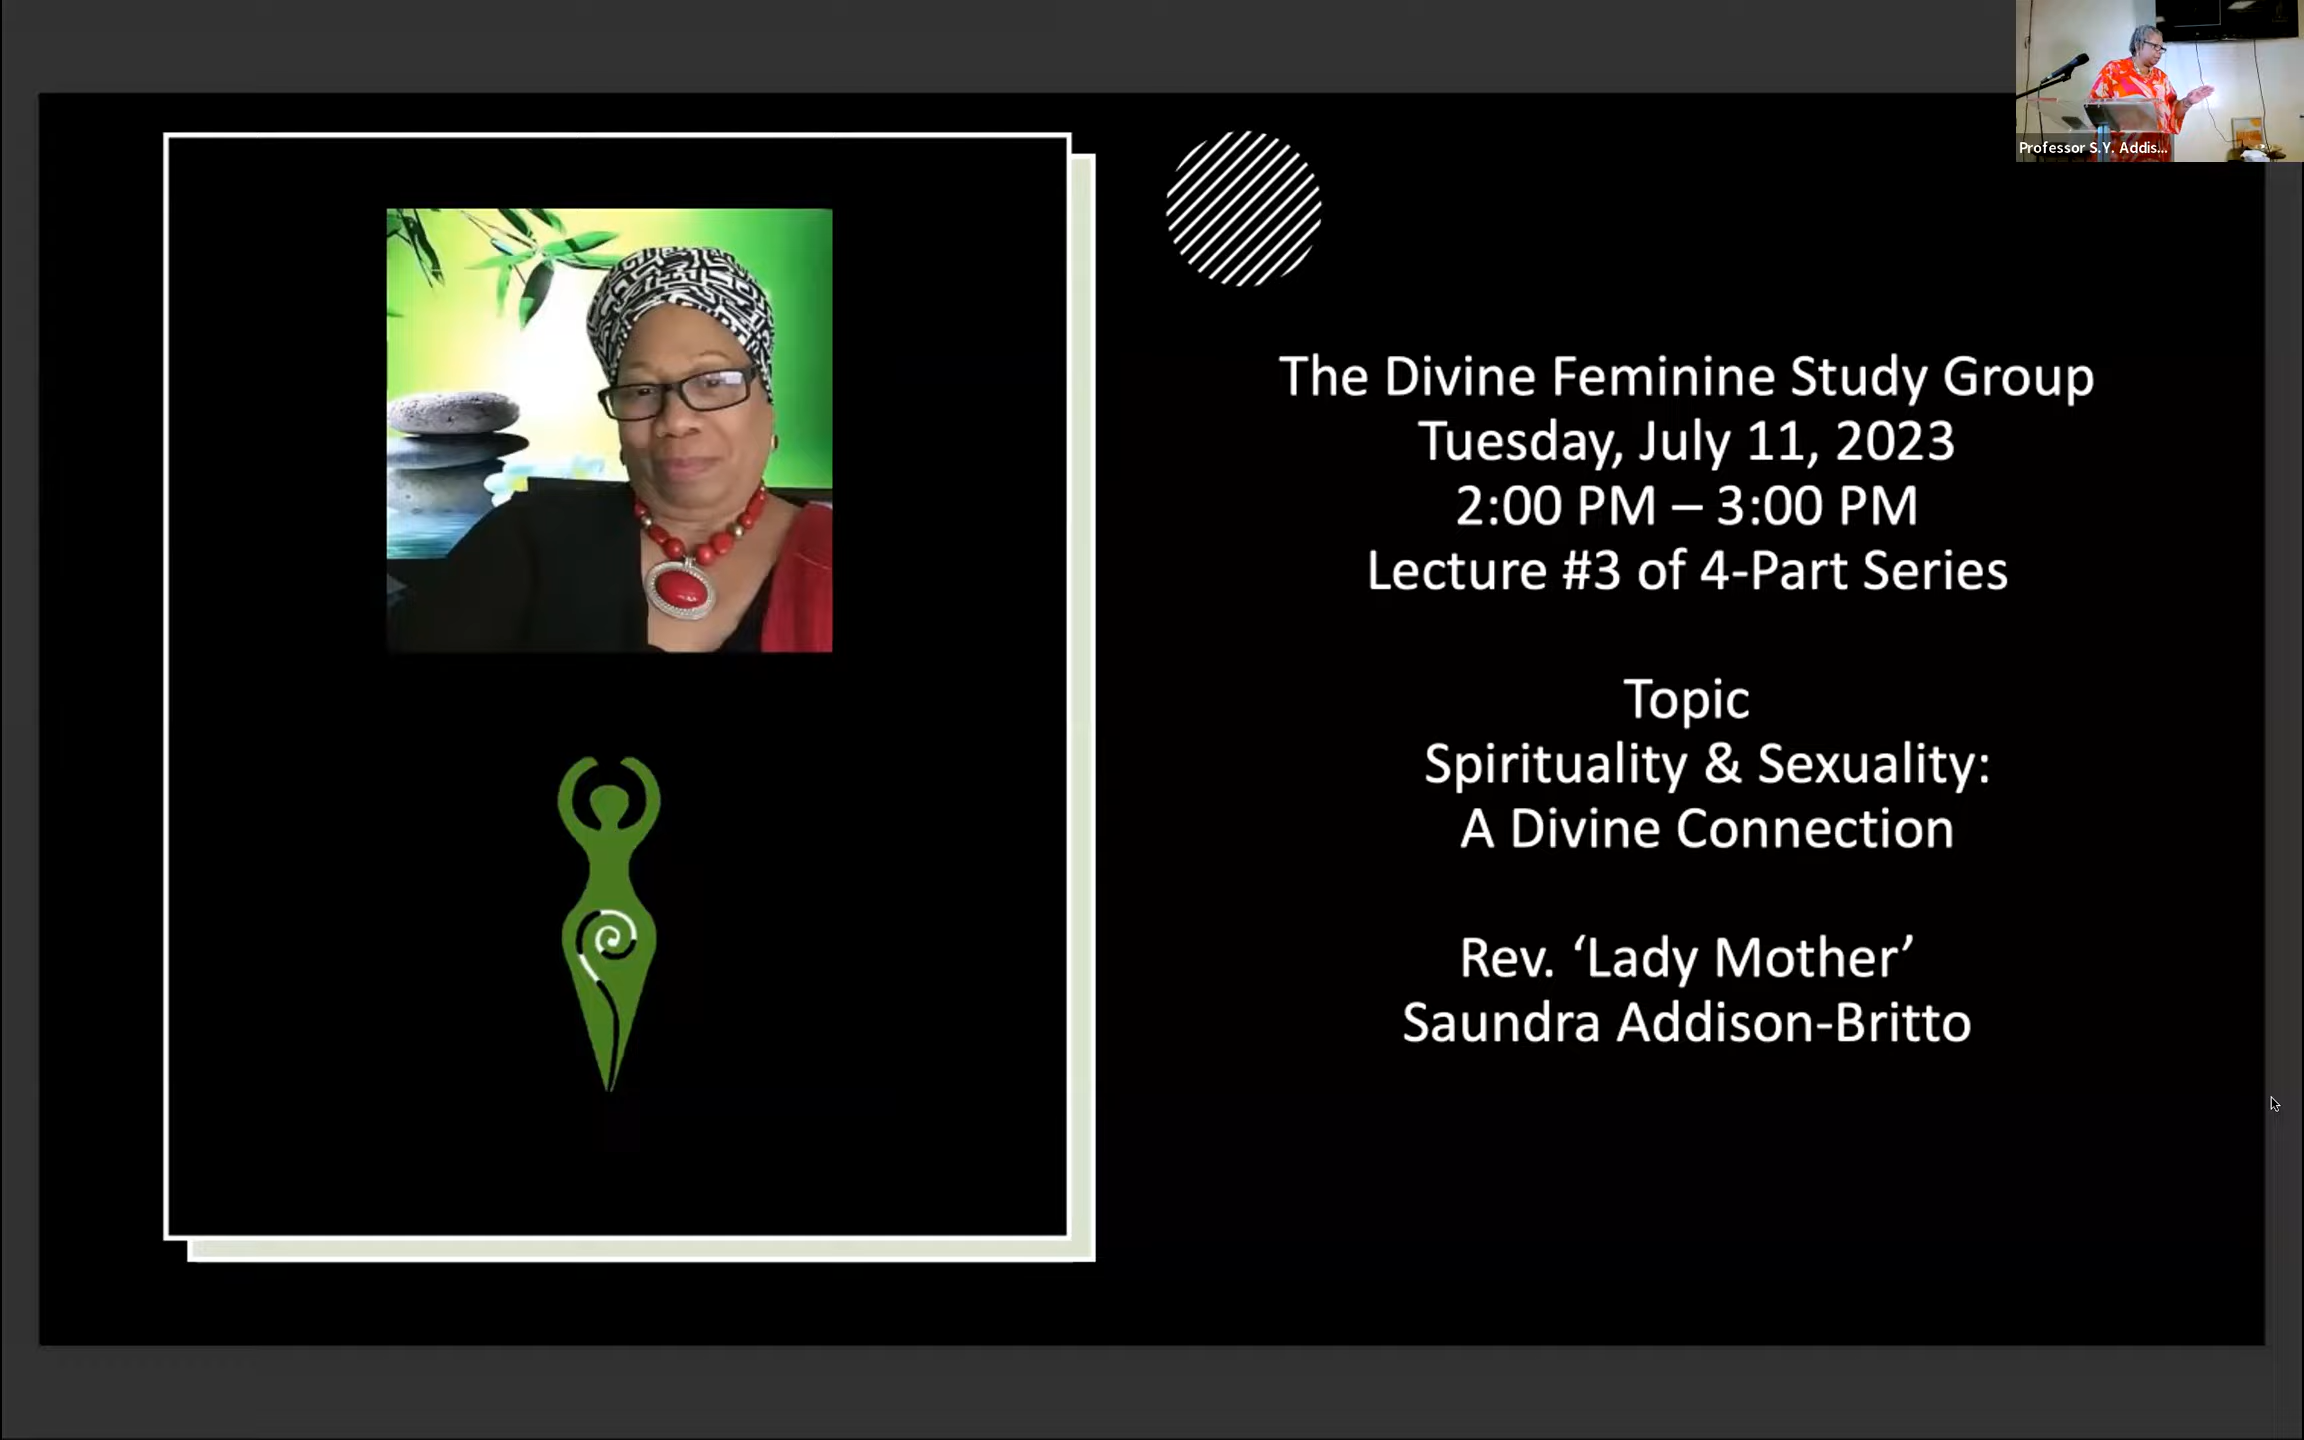 Professor S.Y. Addis...
The Divine Feminine Study Group
Tuesday, July 11, 2023
2:00 PM – 3:00 PM
Lecture #3 of 4-Part Series
Topic
Spirituality & Sexuality:
A Divine Connection
Rev. ‘Lady Mother’
Saundra Addison-Britto